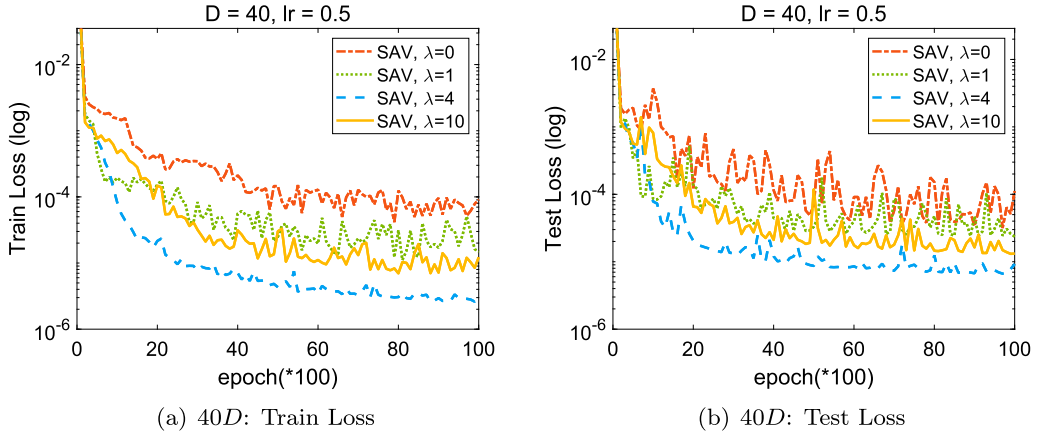 D = 40, lr = 0.5
Train Loss (log)
10^-2
10^-4
10^-6
SAV, λ=0
SAV, λ=1
SAV, λ=4
SAV, λ=10
0 20 40 60 80 100
epoch(*100)
(a) 40D: Train Loss
D = 40, lr = 0.5
Test Loss (log)
10^-2
10^-4
10^-6
SAV, λ=0
SAV, λ=1
SAV, λ=4
SAV, λ=10
0 20 40 60 80 100
epoch(*100)
(b) 40D: Test Loss